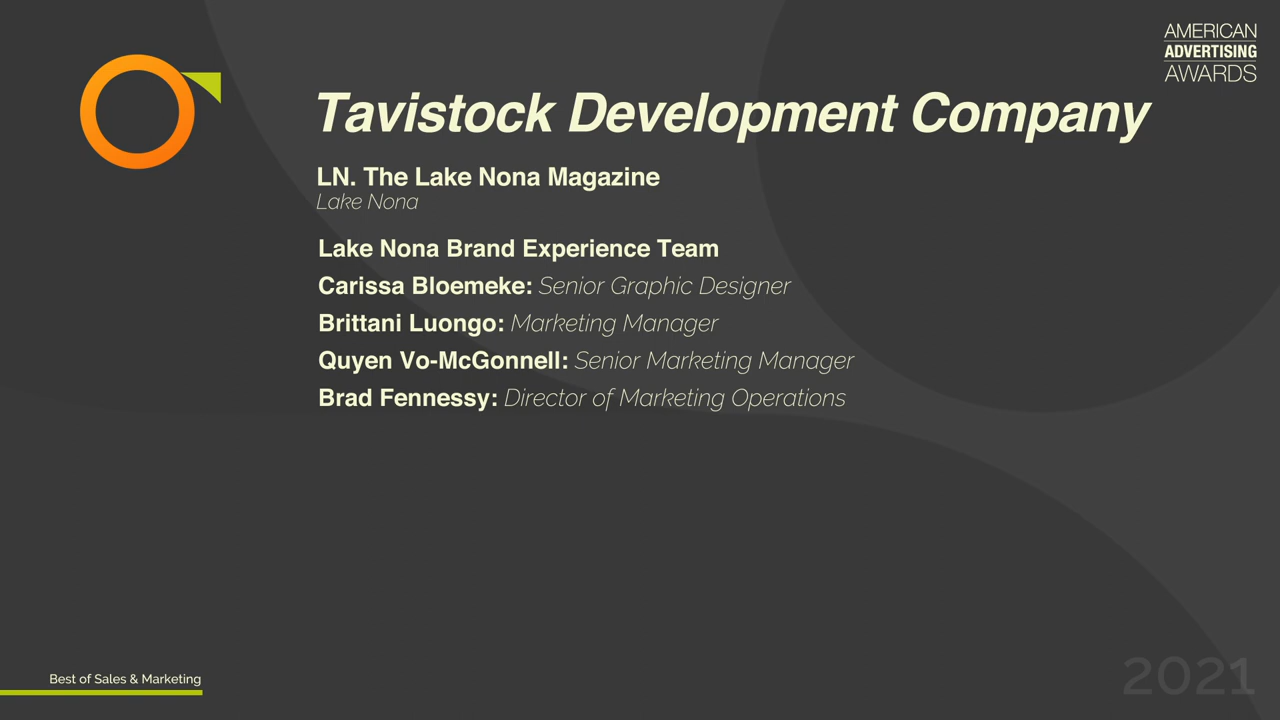 AMERICAN
ADVERTISING
AWARDS
Tavistock Development Company
LN. The Lake Nona Magazine
Lake Nona
Lake Nona Brand Experience Team
Carissa Bloemeke: Senior Graphic Designer
Brittani Luongo: Marketing Manager
Quyen Vo-McGonnell: Senior Marketing Manager
Brad Fennessy: Director of Marketing Operations
Best of Sales & Marketing
2021